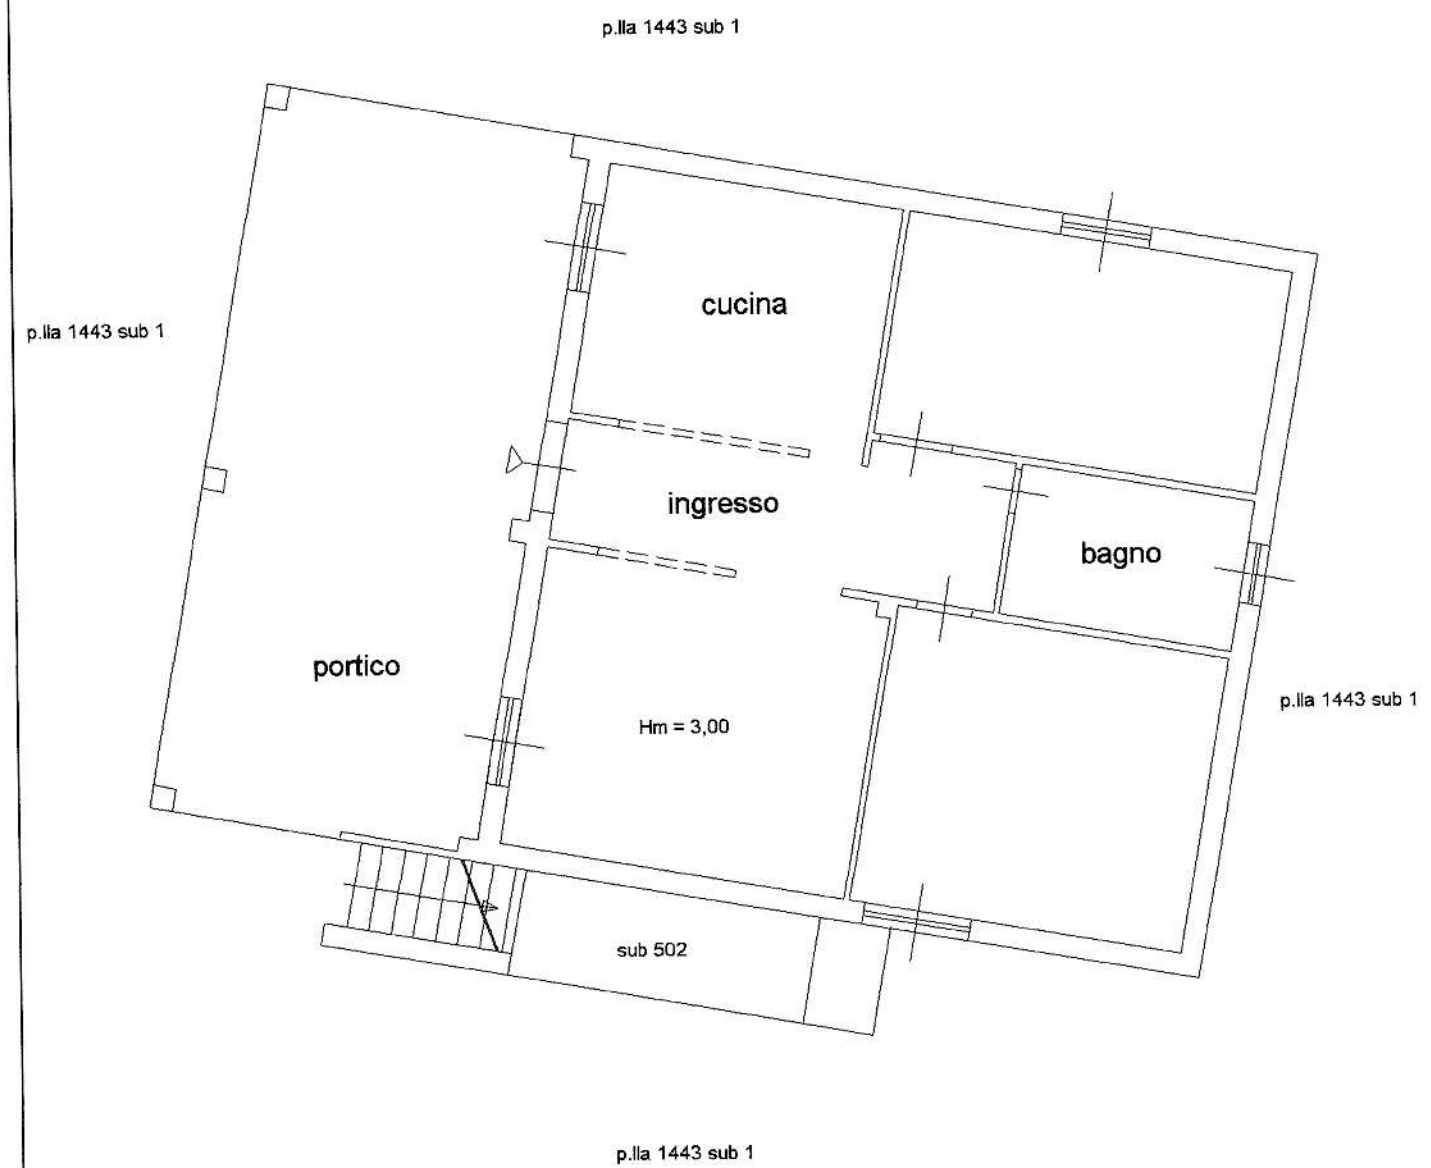 p.lla 1443 sub 1
cucina
p.lla 1443 sub 1
ingresso
bagno
portico
p.lla 1443 sub 1
Hm = 3,00
sub 502
p.lla 1443 sub 1